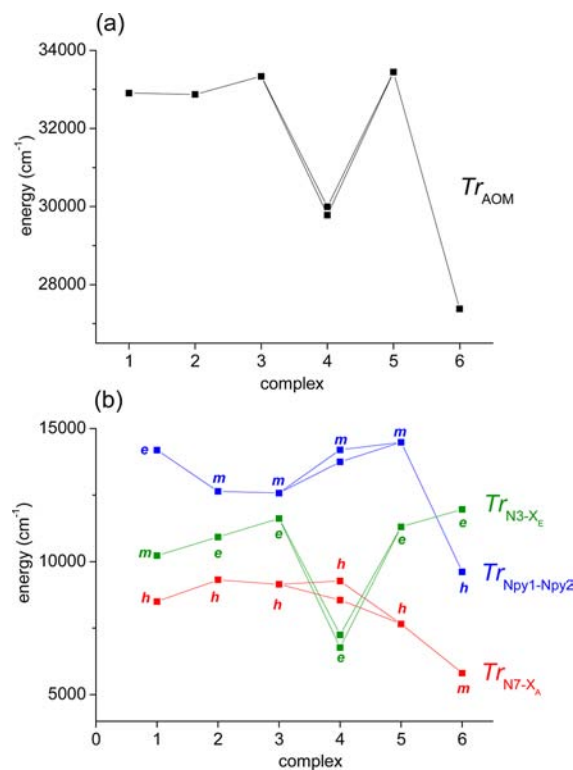 (a)
34000
32000
30000
28000
energy (cm⁻¹)
Tr_AOM
1 2 3 4 5 6
complex
(b)
15000
10000
5000
energy (cm⁻¹)
e m m m m
m e e e e
h h h h h h
e m
Tr_N3-X_E
Tr_Npy1-Npy2
Tr_N7-X_A
0 1 2 3 4 5 6
complex